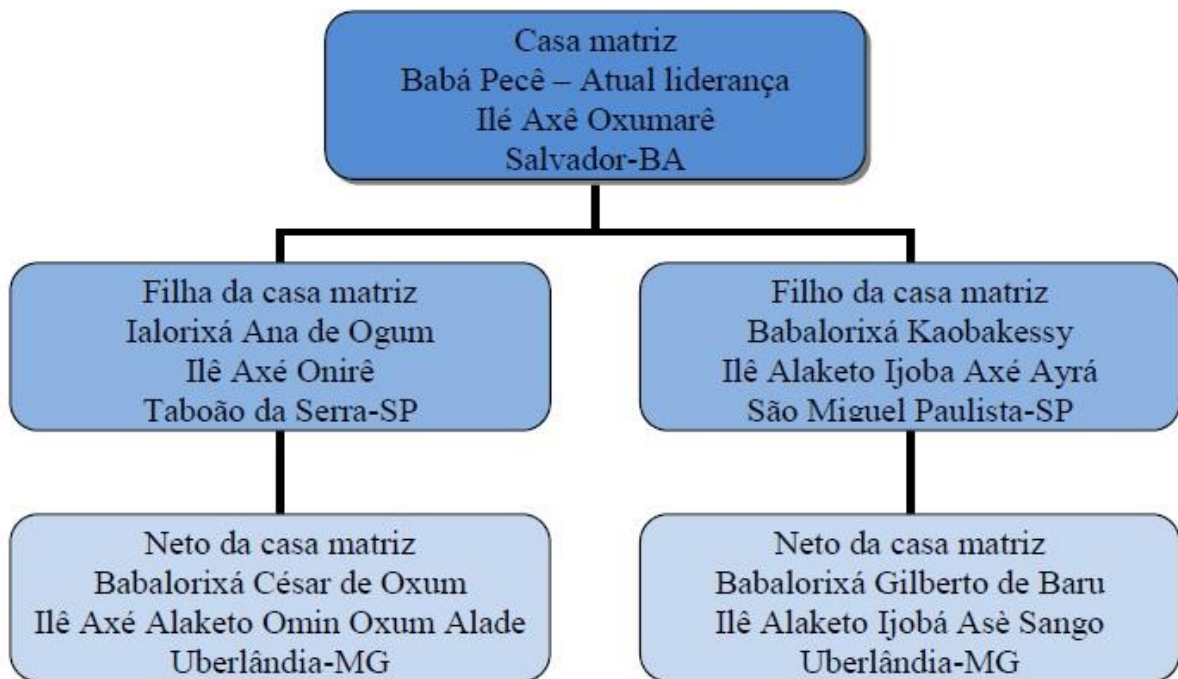 Casa matriz
Babá Pecê – Atual liderança
Ilé Axê Oxumarê
Salvador-BA
Filha da casa matriz
Ialorixá Ana de Ogum
Ilê Axé Onirê
Taboão da Serra-SP
Filho da casa matriz
Babalorixá Kaobakessy
Ilê Alaketo Ijoba Axé Ayrá
São Miguel Paulista-SP
Neto da casa matriz
Babalorixá César de Oxum
Ilê Axé Alaketo Omin Oxum Alade
Uberlândia-MG
Neto da casa matriz
Babalorixá Gilberto de Baru
Ilê Alaketo Ijobá Asè Sango
Uberlândia-MG